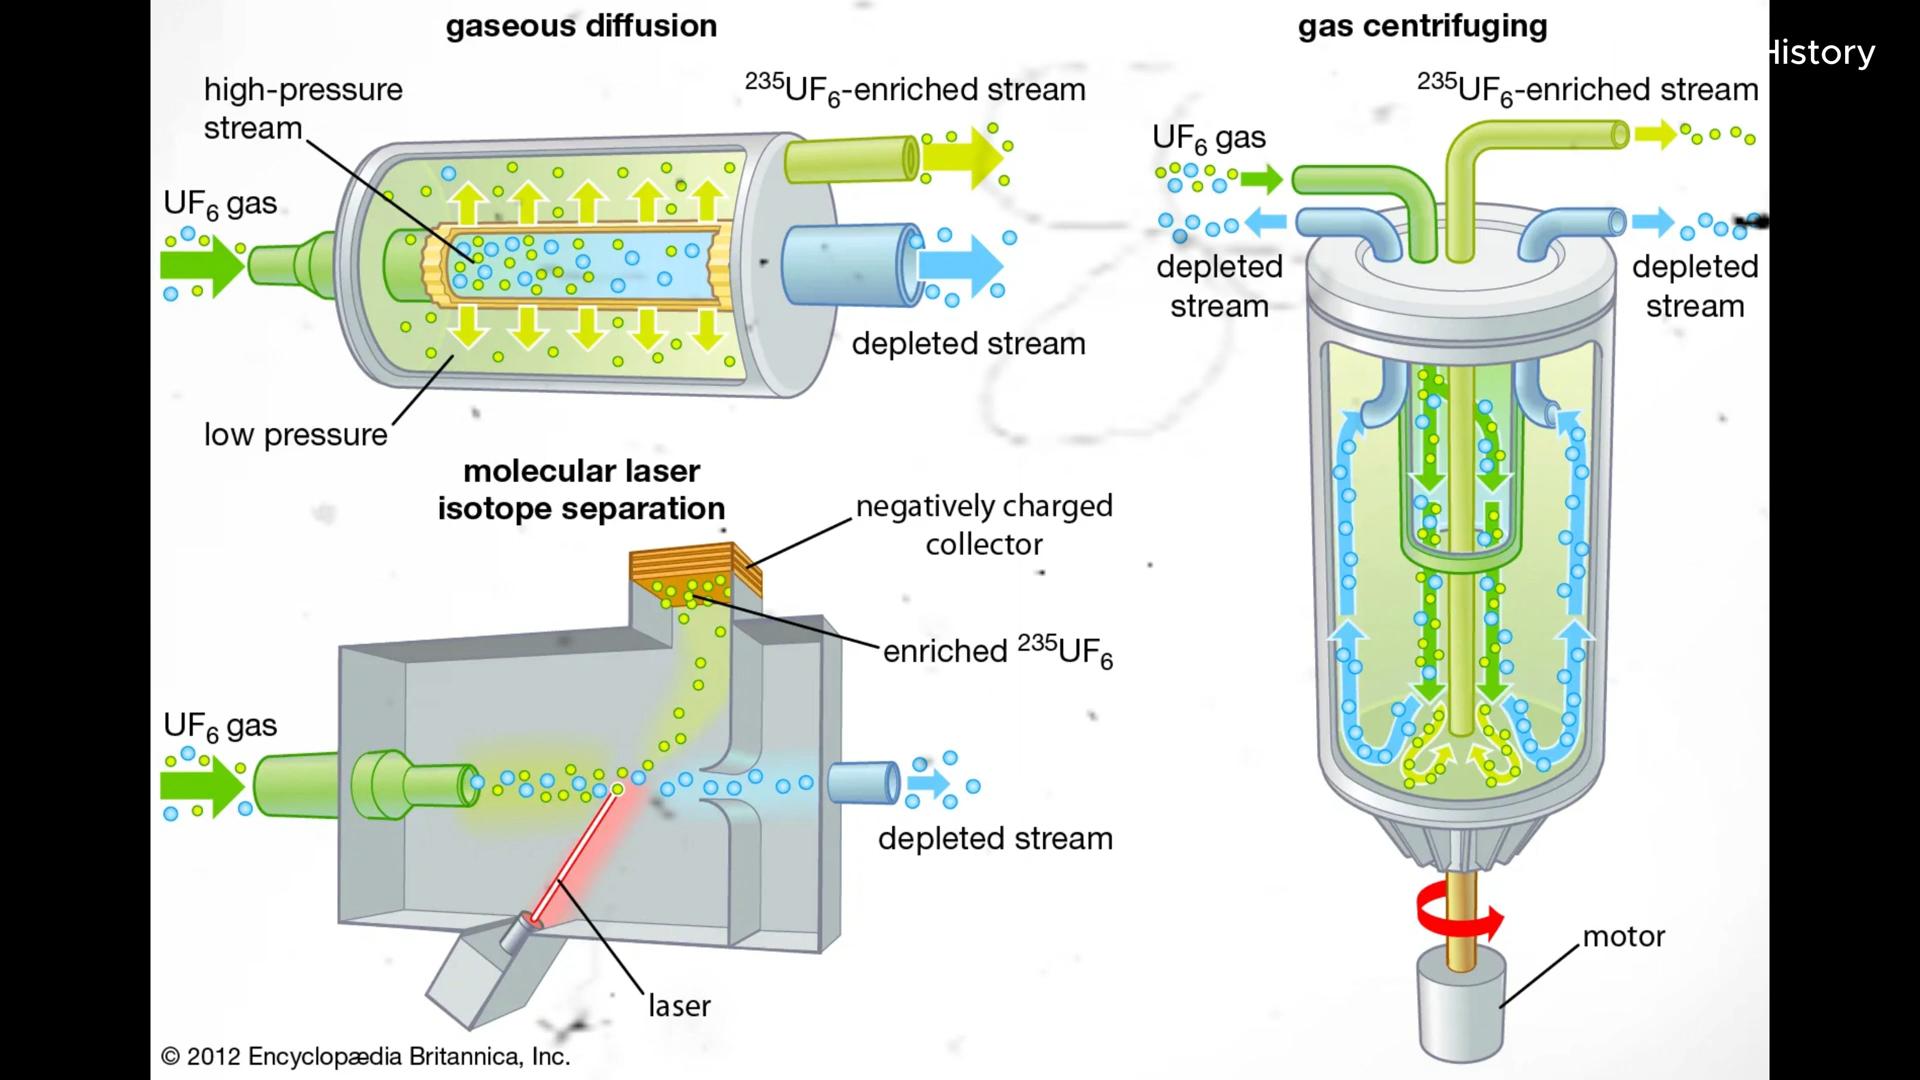 gaseous diffusion
high-pressure
stream
²³⁵UF₆-enriched stream
UF₆ gas
depleted stream
low pressure
gas centrifuging
History
²³⁵UF₆-enriched stream
UF₆ gas
depleted
stream
depleted
stream
motor
molecular laser
isotope separation
negatively charged
collector
enriched ²³⁵UF₆
UF₆ gas
depleted stream
laser
© 2012 Encyclopædia Britannica, Inc.